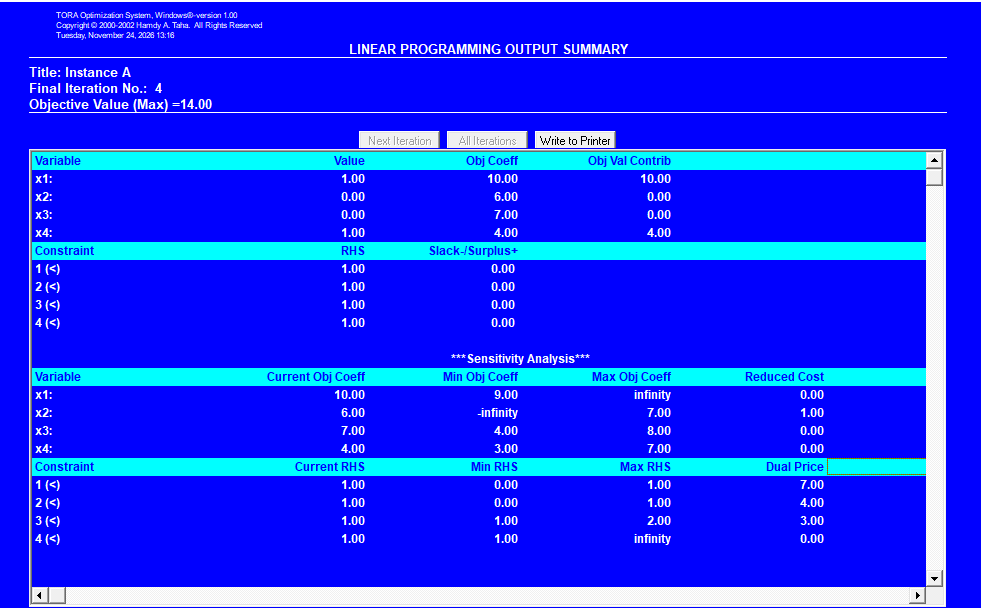 TORA Optimization System, Windows®-version 1.00
Copyright © 2000-2002 Hamdy A. Taha. All Rights Reserved
Tuesday, November 24, 2026 13:16
LINEAR PROGRAMMING OUTPUT SUMMARY
Title: Instance A
Final Iteration No.: 4
Objective Value (Max) =14.00
Next Iteration All Iterations Write to Printer
Variable Value Obj Coeff Obj Val Contrib
x1: 1.00 10.00 10.00
x2: 0.00 6.00 0.00
x3: 0.00 7.00 0.00
x4: 1.00 4.00 4.00
Constraint RHS Slack-/Surplus+
1 (<) 1.00 0.00
2 (<) 1.00 0.00
3 (<) 1.00 0.00
4 (<) 1.00 0.00
***Sensitivity Analysis***
Variable Current Obj Coeff Min Obj Coeff Max Obj Coeff Reduced Cost
x1: 10.00 9.00 infinity 0.00
x2: 6.00 -infinity 7.00 1.00
x3: 7.00 4.00 8.00 0.00
x4: 4.00 3.00 7.00 0.00
Constraint Current RHS Min RHS Max RHS Dual Price
1 (<) 1.00 0.00 1.00 7.00
2 (<) 1.00 0.00 1.00 4.00
3 (<) 1.00 1.00 2.00 3.00
4 (<) 1.00 1.00 infinity 0.00